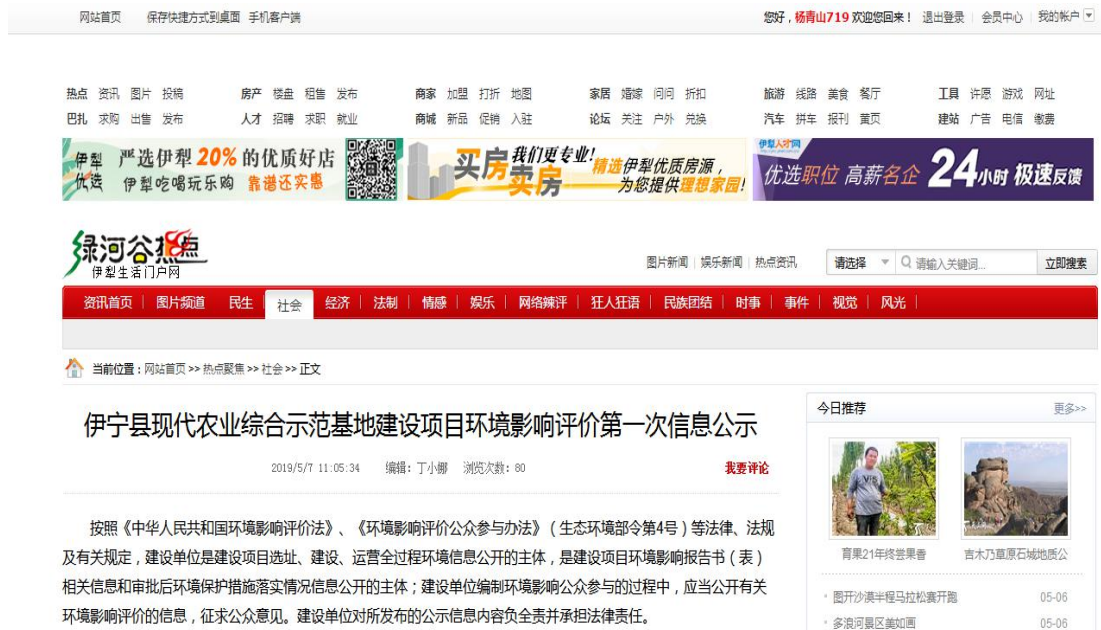 网站首页 保存快捷方式到桌面 手机客户端 您好，杨青山719 欢迎您回来！ 退出登录 会员中心 我的帐户
热点 资讯 图片 投稿 房产 楼盘 租售 发布 商家 加盟 打折 地图 家居 婚嫁 问问 折扣 旅游 线路 美食 餐厅 工具 许愿 游戏 网址
巴扎 求购 出售 发布 人才 招聘 求职 就业 商城 新品 促销 入驻 论坛 关注 户外 兑换 汽车 拼车 报刊 黄页 建站 广告 电信 缴费
伊犁优选 严选伊犁20%的优质好店
伊犁吃喝玩乐购 靠谱还实惠
买房卖房 我们更专业！
精选伊犁优质房源，
为您提供理想家园！
伊犁人才网
优选职位 高薪名企 24小时 极速反馈
绿河谷热点
伊犁生活门户网
图片新闻 娱乐新闻 热点资讯 请选择 请输入关键词... 立即搜索
资讯首页 图片频道 民生 社会 经济 法制 情感 娱乐 网络辣评 狂人狂语 民族团结 时事 事件 视觉 风光
当前位置：网站首页 >> 热点聚焦 >> 社会 >> 正文
伊宁县现代农业综合示范基地建设项目环境影响评价第一次信息公示
2019/5/7 11:05:34 编辑：丁小娜 浏览次数：80 我要评论
按照《中华人民共和国环境影响评价法》、《环境影响评价公众参与办法》（生态环境部令第4号）等法律、法规
及有关规定，建设单位是建设项目选址、建设、运营全过程环境信息公开的主体，是建设项目环境影响报告书（表）
相关信息和审批后环境保护措施落实情况信息公开的主体；建设单位编制环境影响公众参与的过程中，应当公开有关
环境影响评价的信息，征求公众意见。建设单位对所发布的公示信息内容负全责并承担法律责任。
今日推荐 更多>>
育果21年终尝果香 吉木乃草原石城地质公
图开沙漠半程马拉松赛开跑 05-06
多浪河景区美如画 05-06